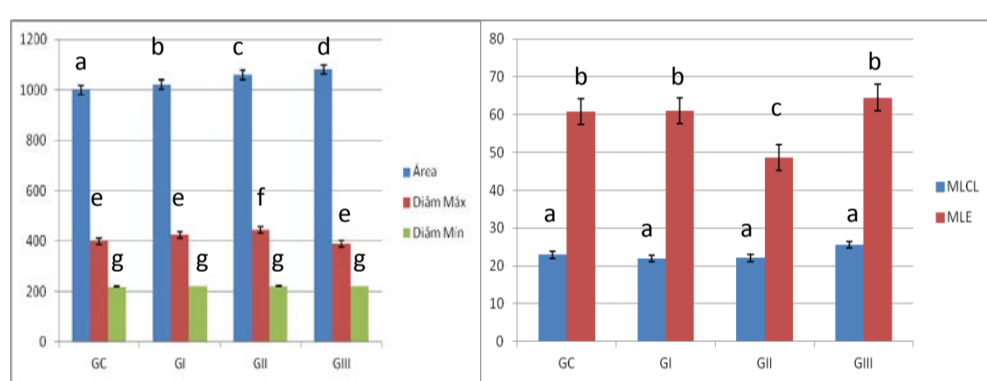 1200
1000
800
600
400
200
0
a
b
c
d
e
e
f
e
g
g
g
g
GC
GI
GII
GIII
Área
Diâm Máx
Diâm Mín
80
70
60
50
40
30
20
10
0
b
b
c
b
a
a
a
a
GC
GI
GII
GIII
MLCL
MLE